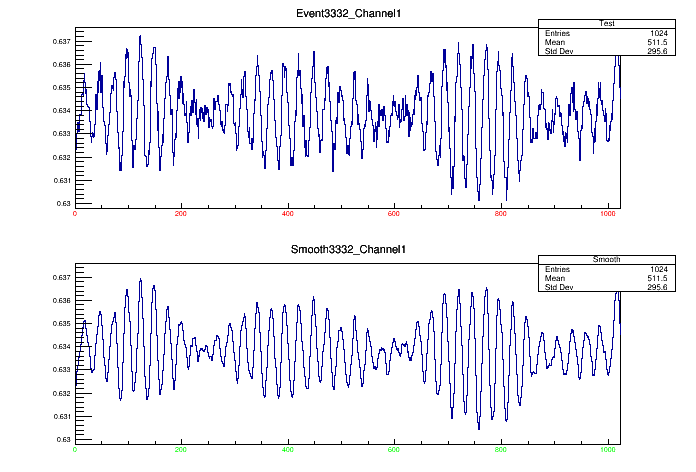 Event3332_Channel1
Test
Entries 1024
Mean 511.5
Std Dev 295.6
0.637
0.636
0.635
0.634
0.633
0.632
0.631
0.63
0 200 400 600 800 1000
Smooth3332_Channel1
Smooth
Entries 1024
Mean 511.5
Std Dev 295.6
0.637
0.636
0.635
0.634
0.633
0.632
0.631
0.63
0 200 400 600 800 1000